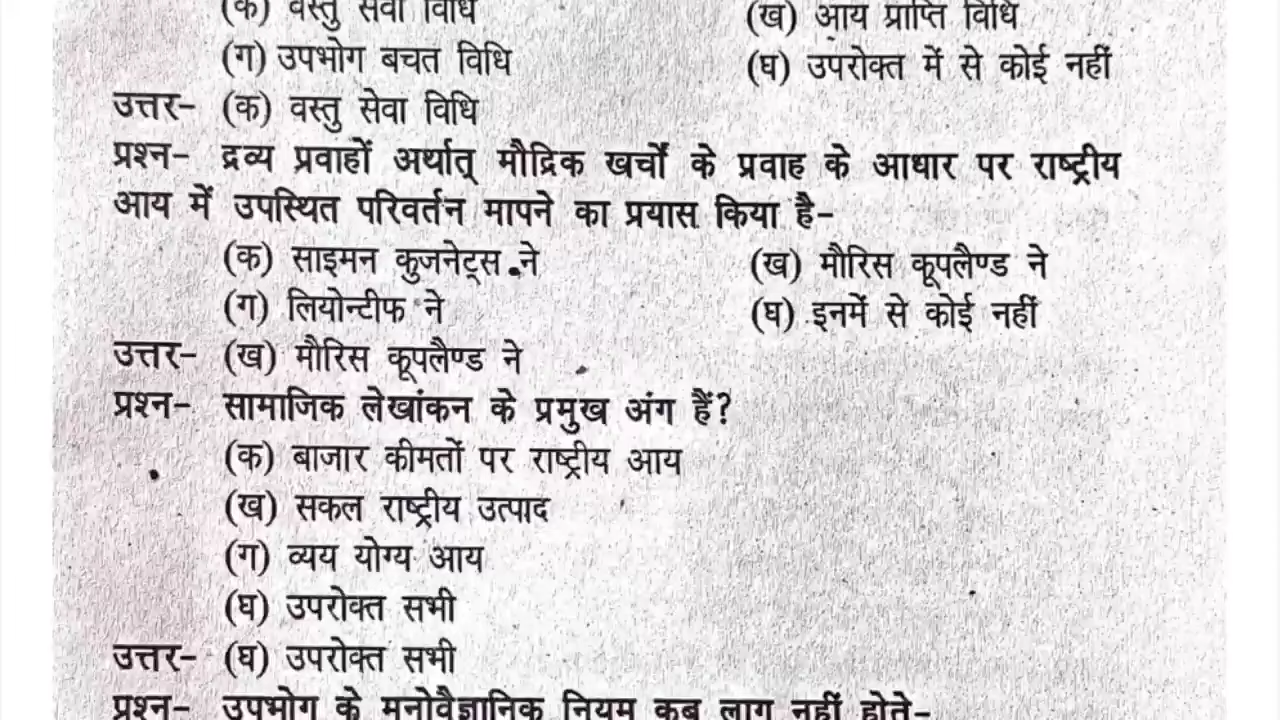 (क) वस्तु सेवा विधि (ख) आय प्राप्ति विधि
(ग) उपभोग बचत विधि (घ) उपरोक्त में से कोई नहीं
उत्तर- (क) वस्तु सेवा विधि
प्रश्न- द्रव्य प्रवाहों अर्थात् मौद्रिक खर्चों के प्रवाह के आधार पर राष्ट्रीय
आय में उपस्थित परिवर्तन मापने का प्रयास किया है-
(क) साइमन कुजनेट्स ने (ख) मौरिस कूपलैण्ड ने
(ग) लियोन्टीफ ने (घ) इनमें से कोई नहीं
उत्तर- (ख) मौरिस कूपलैण्ड ने
प्रश्न- सामाजिक लेखांकन के प्रमुख अंग हैं?
(क) बाजार कीमतों पर राष्ट्रीय आय
(ख) सकल राष्ट्रीय उत्पाद
(ग) व्यय योग्य आय
(घ) उपरोक्त सभी
उत्तर- (घ) उपरोक्त सभी
प्रश्न- उपभोग के मनोवैज्ञानिक नियम कब लागू नहीं होते-